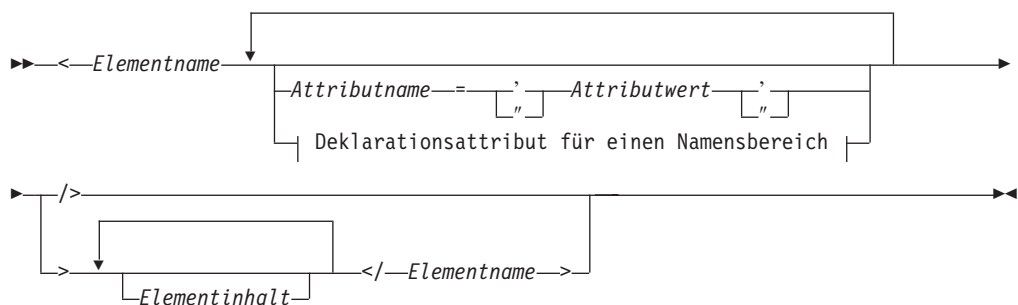 < Elementname
Attributname = ' Attributwert '
" "
Deklarationsattribut für einen Namensbereich
/>
> </ Elementname >
Elementinhalt